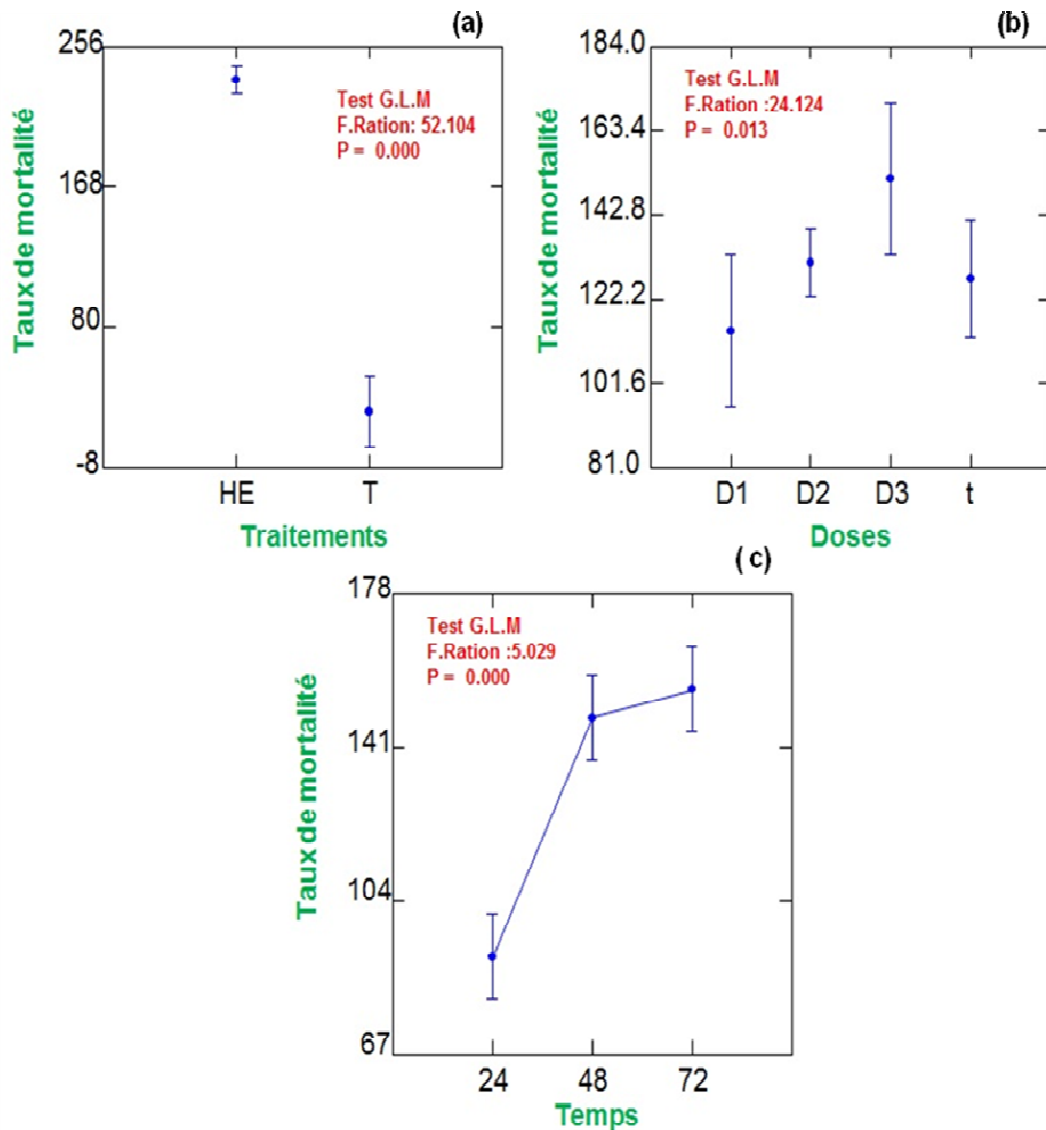 (a)
256
168
80
-8
Taux de mortalité
Test G.L.M
F.Ration: 52.104
P = 0.000
HE T
Traitements
(b)
184.0
163.4
142.8
122.2
101.6
81.0
Taux de mortalité
Test G.L.M
F.Ration :24.124
P = 0.013
D1 D2 D3 t
Doses
( c)
178
141
104
67
Taux de mortalité
Test G.L.M
F.Ration :5.029
P = 0.000
24 48 72
Temps